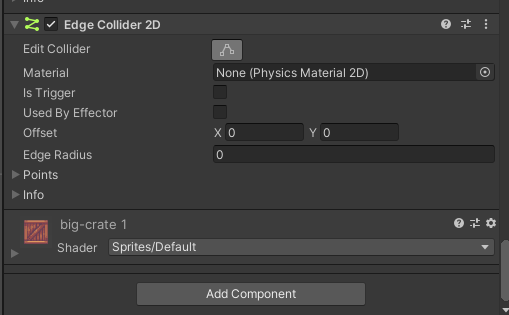 Info
Edge Collider 2D
Edit Collider
Material None (Physics Material 2D)
Is Trigger
Used By Effector
Offset X 0 Y 0
Edge Radius 0
Points
Info
big-crate 1
Shader Sprites/Default
Add Component